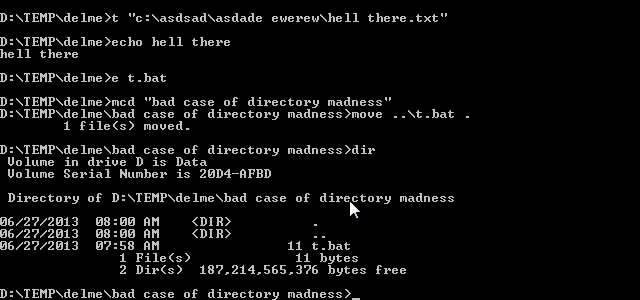 D:\TEMP\delme>t "c:\asdsad\asdade ewerew\hell there.txt"
D:\TEMP\delme>echo hell there
hell there
D:\TEMP\delme>e t.bat
D:\TEMP\delme>mcd "bad case of directory madness"
D:\TEMP\delme\bad case of directory madness>move ..\t.bat .
        1 file(s) moved.
D:\TEMP\delme\bad case of directory madness>dir
 Volume in drive D is Data
 Volume Serial Number is 20D4-AFBD
 Directory of D:\TEMP\delme\bad case of directory madness
06/27/2013  08:00 AM    <DIR>          .
06/27/2013  08:00 AM    <DIR>          ..
06/27/2013  07:58 AM                11 t.bat
               1 File(s)             11 bytes
               2 Dir(s)  187,214,565,376 bytes free
D:\TEMP\delme\bad case of directory madness>_